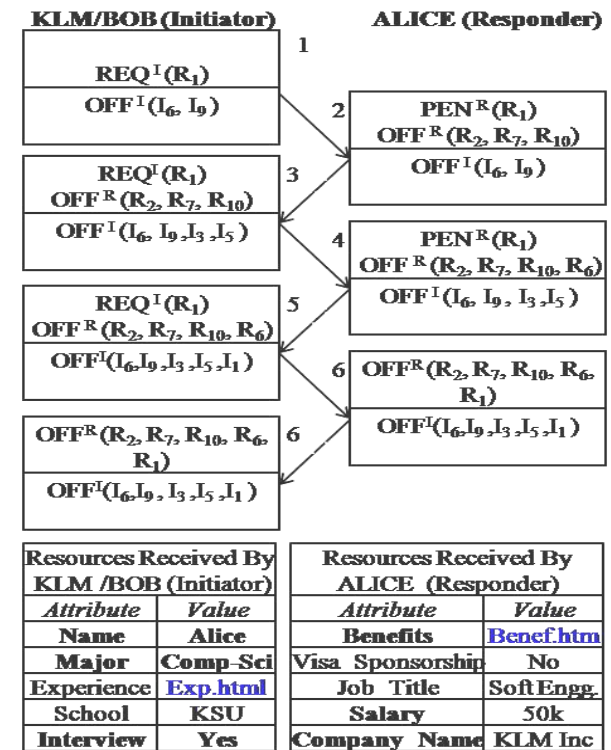 KLM/BOB (Initiator)
ALICE (Responder)
1
REQ^I(R₁)
OFF^I(I₆, I₉)
2
PEN^R(R₁)
OFF^R(R₂, R₇, R₁₀)
OFF^I(I₆, I₉)
3
REQ^I(R₁)
OFF^R(R₂, R₇, R₁₀)
OFF^I(I₆, I₉,I₃,I₅)
4
PEN^R(R₁)
OFF^R(R₂, R₇, R₁₀, R₆)
OFF^I(I₆, I₉, I₃,I₅)
5
REQ^I(R₁)
OFF^R(R₂, R₇, R₁₀, R₆)
OFF^I(I₆,I₉,I₃,I₅,I₁)
6
OFF^R(R₂, R₇, R₁₀, R₆,
R₁)
OFF^I(I₆,I₉,I₃,I₅,I₁)
6
OFF^R(R₂, R₇, R₁₀, R₆,
R₁)
OFF^I(I₆,I₉,I₃,I₅,I₁)
Resources Received By
KLM /BOB (Initiator)
Attribute Value
Name Alice
Major Comp-Sci
Experience Exp.html
School KSU
Interview Yes
Resources Received By
ALICE (Responder)
Attribute Value
Benefits Benef.htm
Visa Sponsorship No
Job Title Soft Engg.
Salary 50k
Company Name KLM Inc